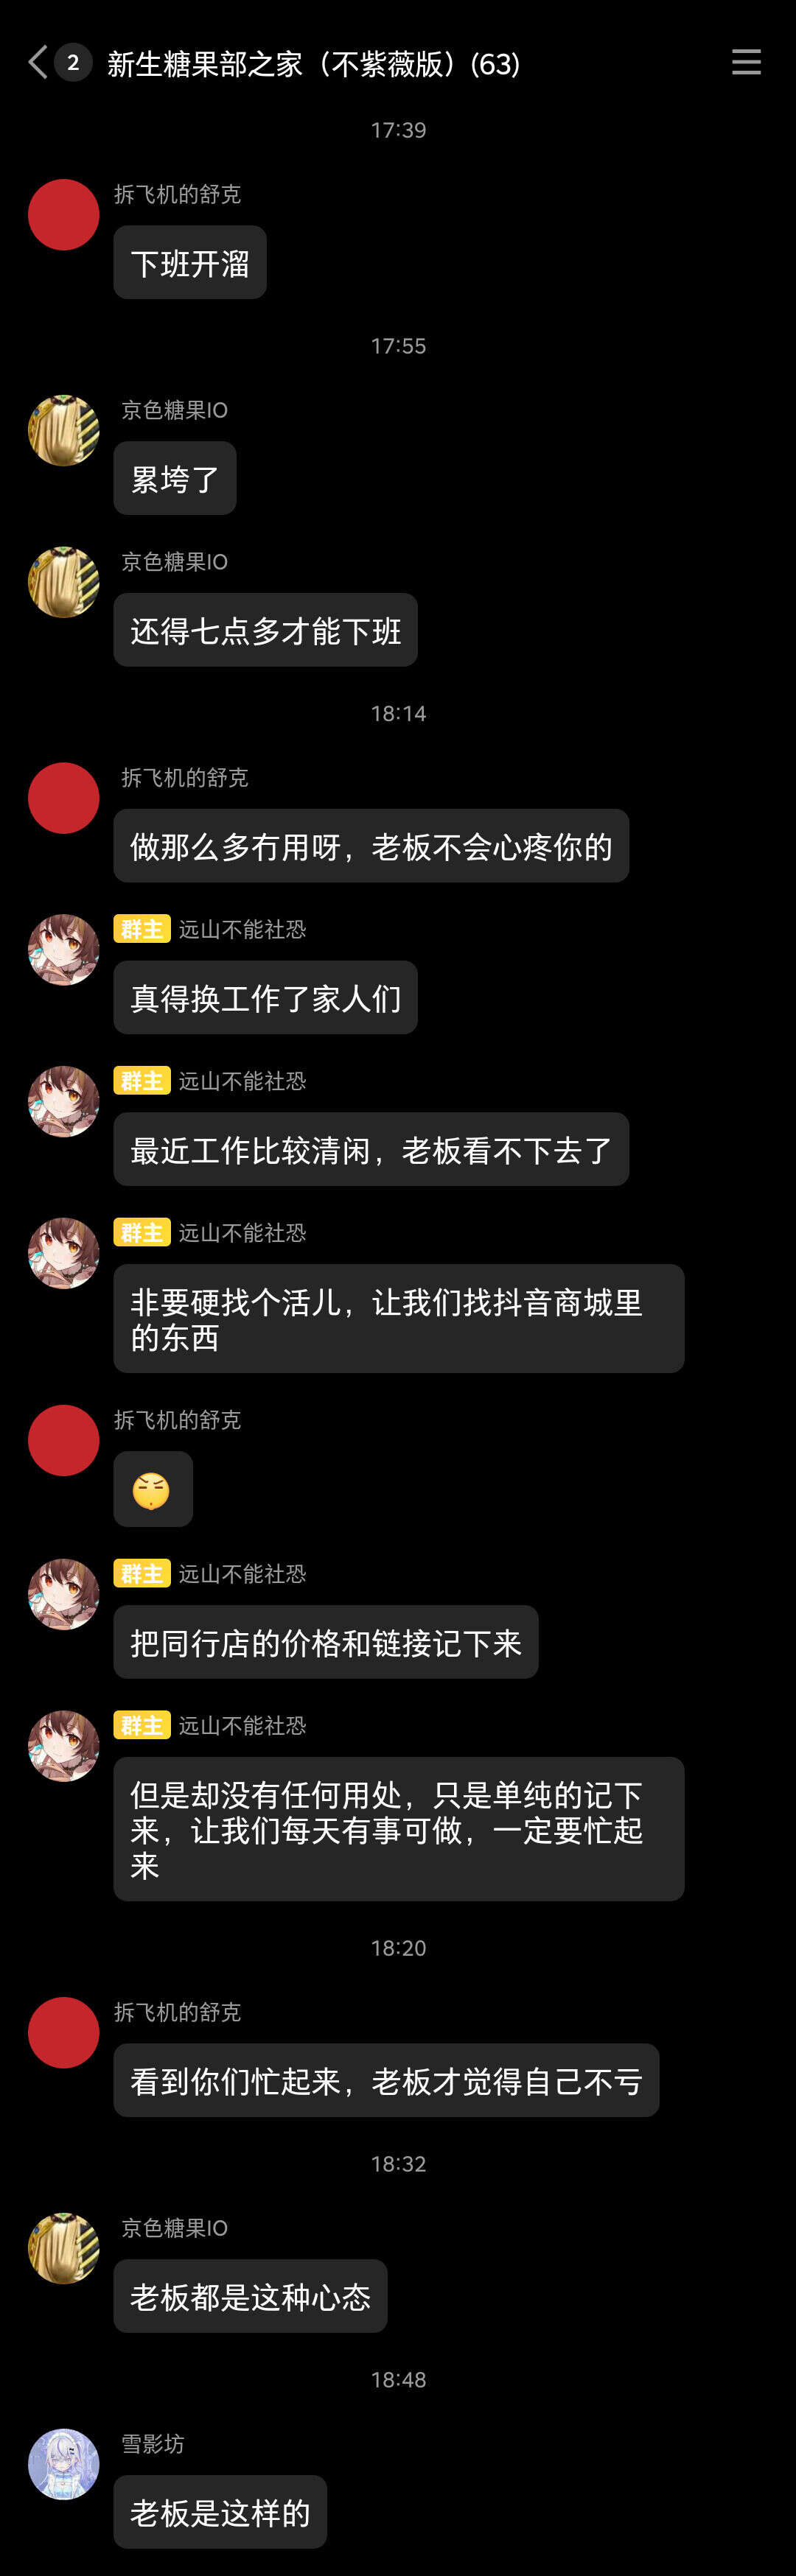 2 新生糖果部之家（不紫薇版）(63)
17:39
拆飞机的舒克
下班开溜
17:55
京色糖果IO
累垮了
京色糖果IO
还得七点多才能下班
18:14
拆飞机的舒克
做那么多冇用呀，老板不会心疼你的
群主 远山不能社恐
真得换工作了家人们
群主 远山不能社恐
最近工作比较清闲，老板看不下去了
群主 远山不能社恐
非要硬找个活儿，让我们找抖音商城里
的东西
拆飞机的舒克
群主 远山不能社恐
把同行店的价格和链接记下来
群主 远山不能社恐
但是却没有任何用处，只是单纯的记下
来，让我们每天有事可做，一定要忙起
来
18:20
拆飞机的舒克
看到你们忙起来，老板才觉得自己不亏
18:32
京色糖果IO
老板都是这种心态
18:48
雪影坊
老板是这样的